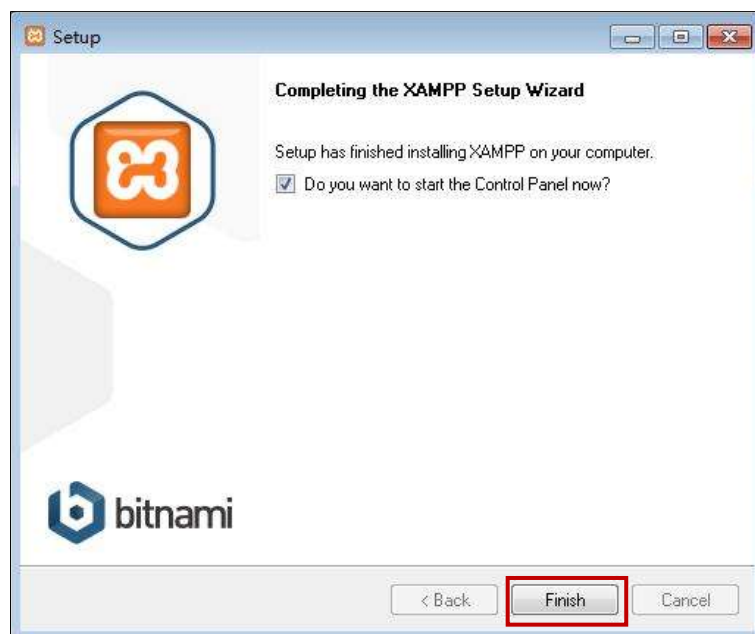 Setup
Completing the XAMPP Setup Wizard
Setup has finished installing XAMPP on your computer.
Do you want to start the Control Panel now?
bitnami
< Back
Finish
Cancel